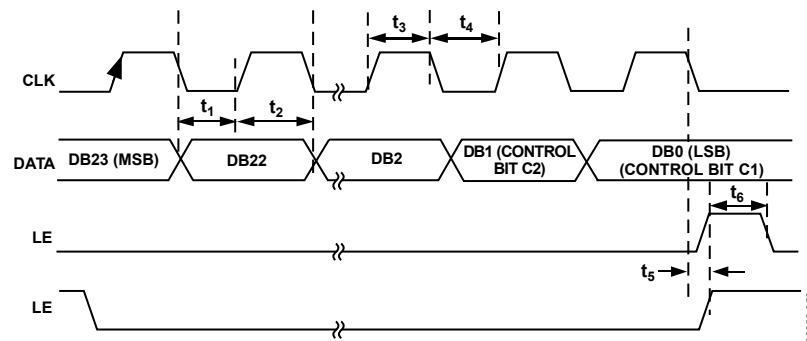 t3
t4
CLK
t1
t2
DATA
DB23 (MSB)
DB22
DB2
DB1 (CONTROL
BIT C2)
DB0 (LSB)
(CONTROL BIT C1)
t6
LE
t5
LE